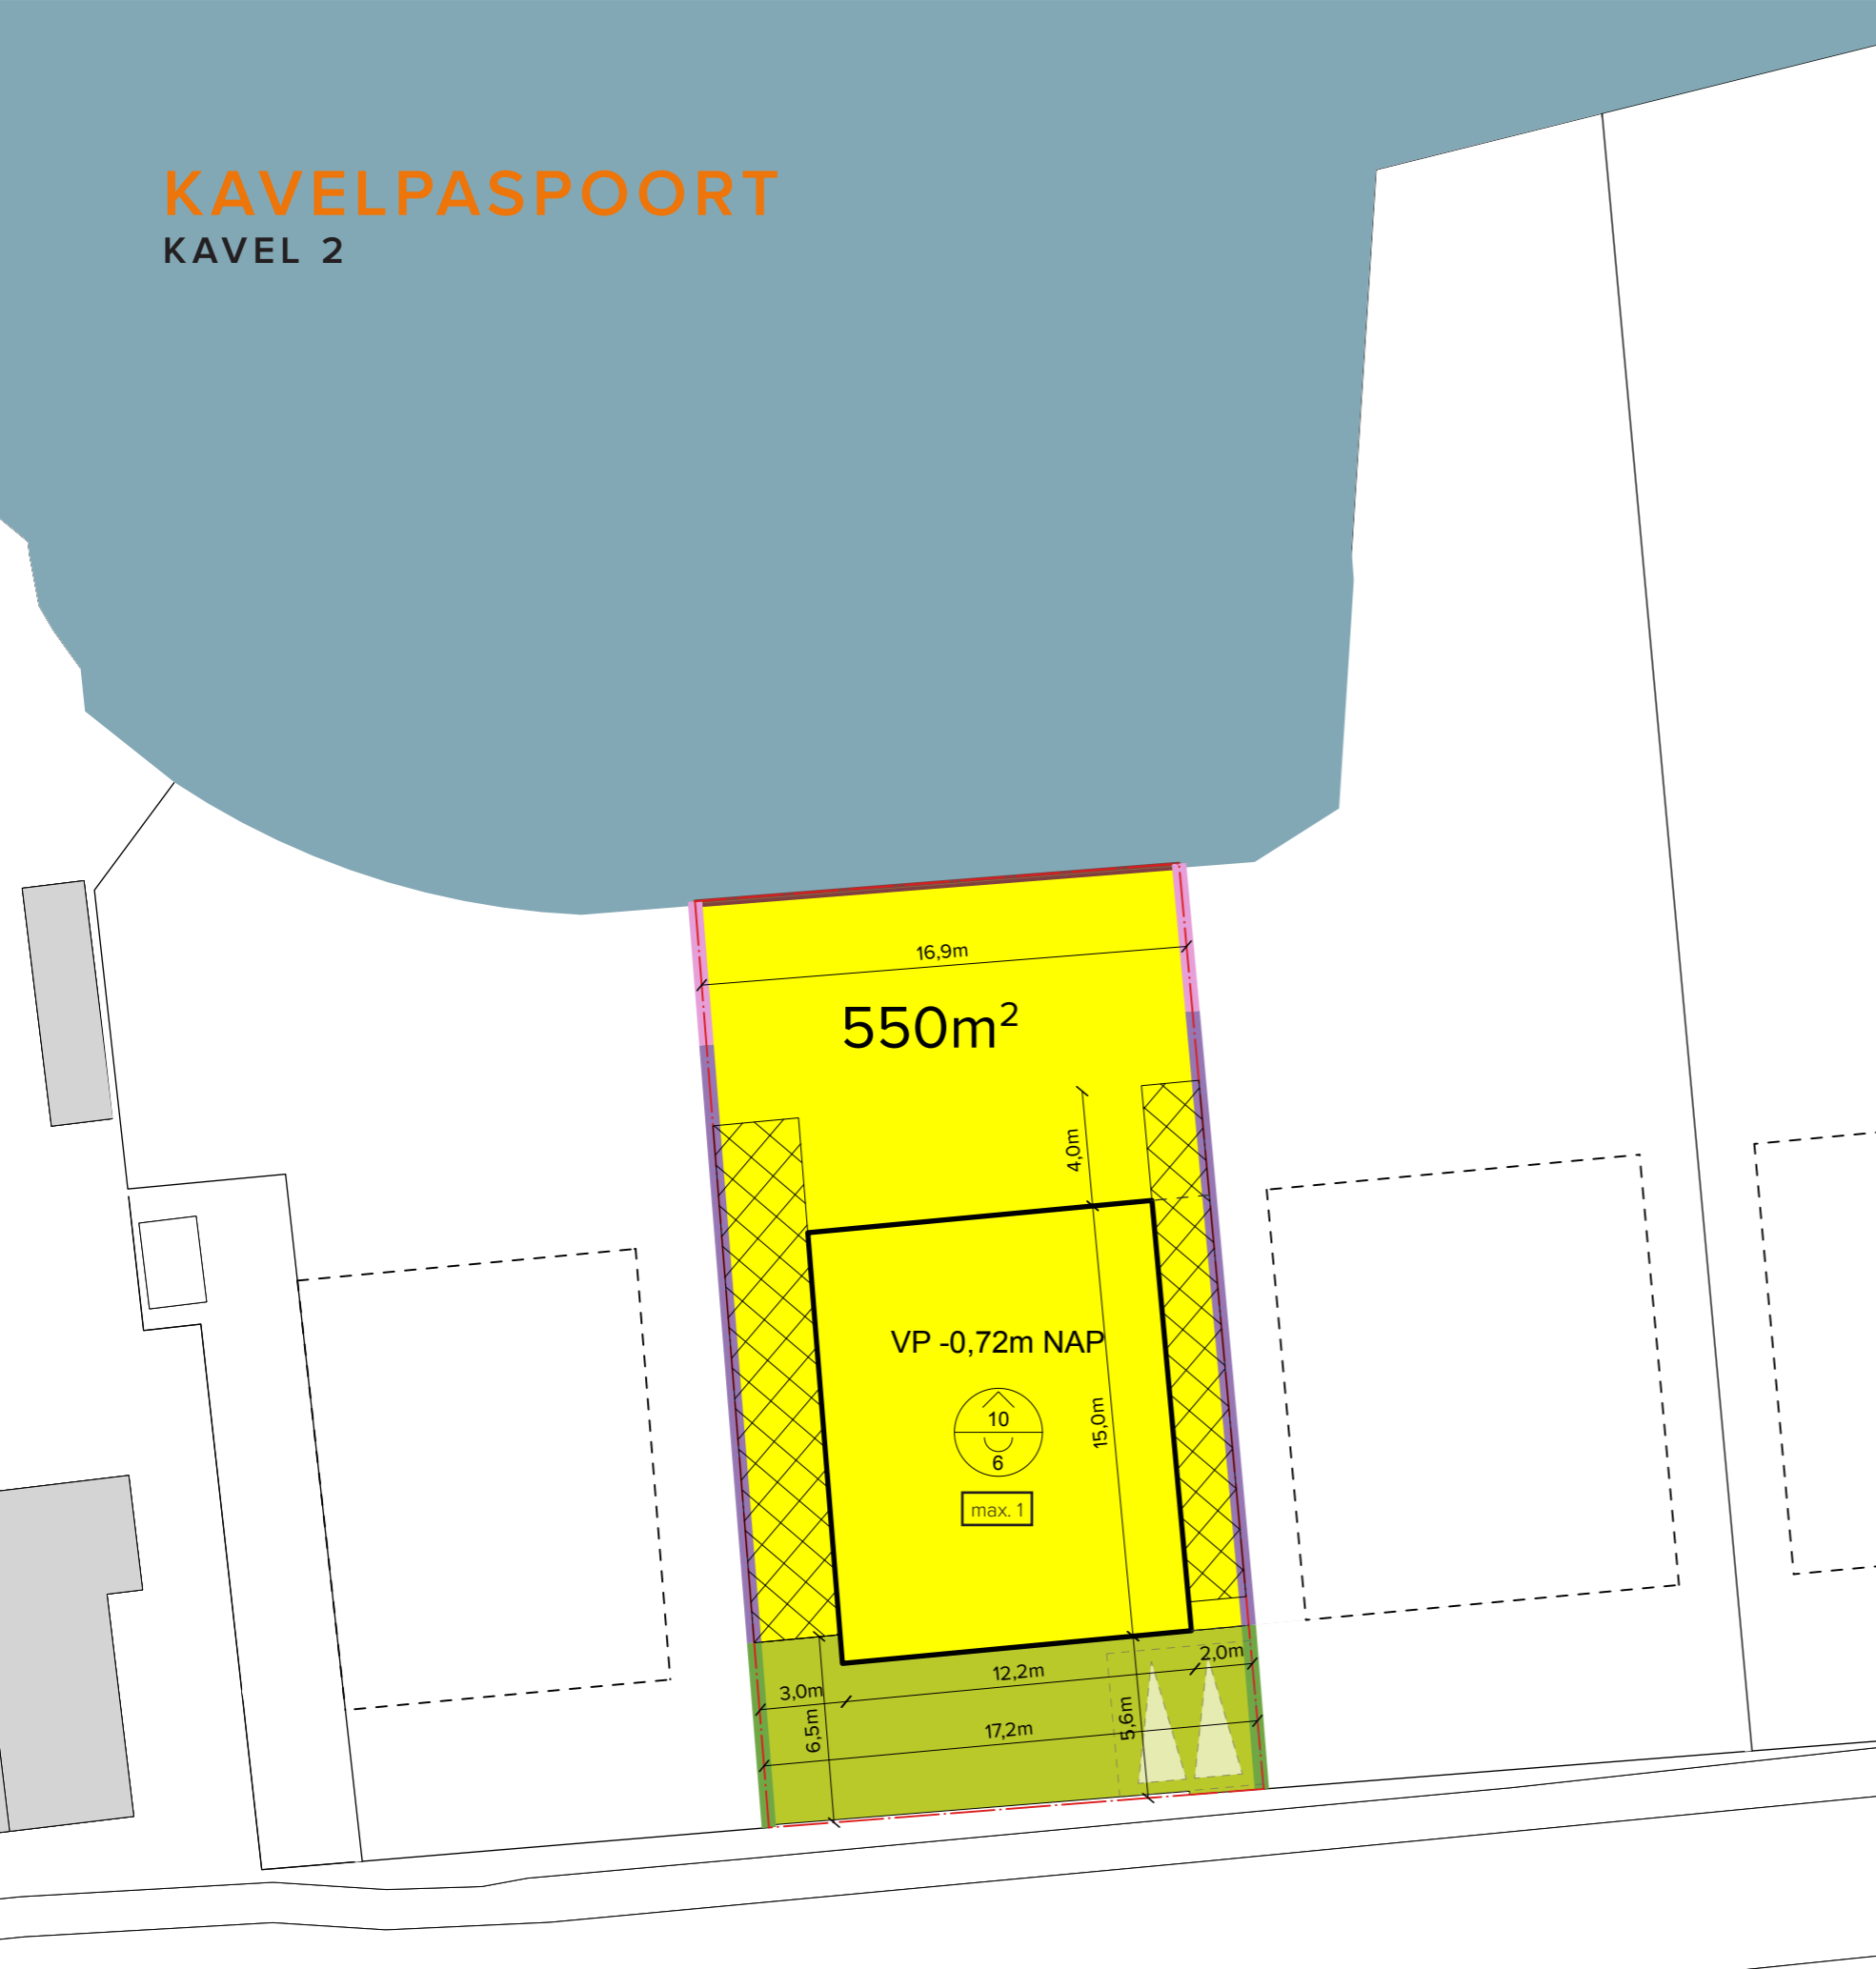 KAVELPASPOORT
KAVEL 2
16,9m
550m²
4,0m
VP -0,72m NAP
10
6
15,0m
max. 1
2,0m
12,2m
3,0m
6,5m
5,6m
17,2m